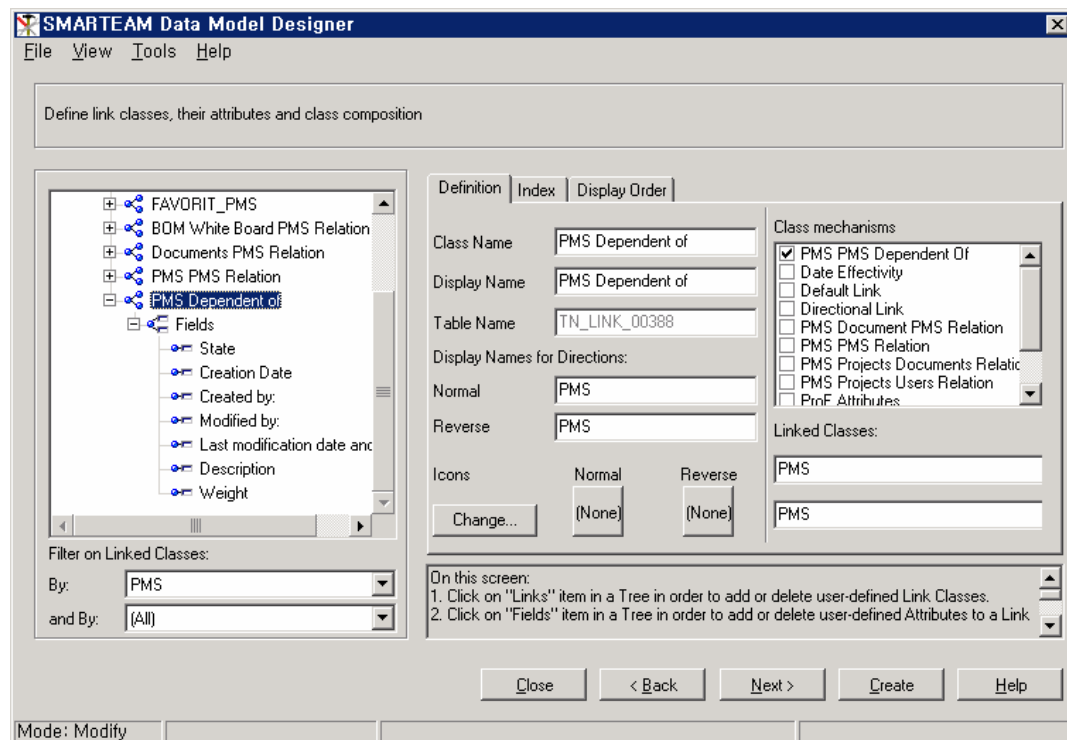 SMARTEAM Data Model Designer
File View Tools Help
Define link classes, their attributes and class composition
FAVORIT_PMS
BOM White Board PMS Relation
Documents PMS Relation
PMS PMS Relation
PMS Dependent of
Fields
State
Creation Date
Created by:
Modified by:
Last modification date and
Description
Weight
Filter on Linked Classes:
By: PMS
and By: (All)
Definition Index Display Order
Class Name PMS Dependent of
Display Name PMS Dependent of
Table Name TN_LINK_00388
Display Names for Directions:
Normal PMS
Reverse PMS
Icons Normal Reverse
Change... (None) (None)
Class mechanisms
PMS PMS Dependent Of
Date Effectivity
Default Link
Directional Link
PMS Document PMS Relation
PMS PMS Relation
PMS Projects Documents Relatic
PMS Projects Users Relation
ProE Attributes
Linked Classes:
PMS
PMS
On this screen:
1. Click on "Links" item in a Tree in order to add or delete user-defined Link Classes.
2. Click on "Fields" item in a Tree in order to add or delete user-defined Attributes to a Link
Close < Back Next > Create Help
Mode: Modify